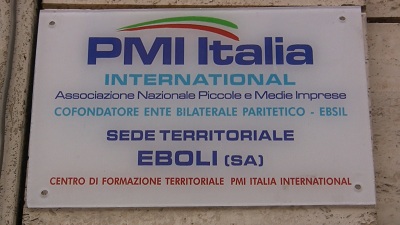 PMI Italia
INTERNATIONAL
Associazione Nazionale Piccole e Medie Imprese
COFONDATORE ENTE BILATERALE PARITETICO - EBSIL
SEDE TERRITORIALE
EBOLI (SA)
CENTRO DI FORMAZIONE TERRITORIALE PMI ITALIA INTERNATIONAL